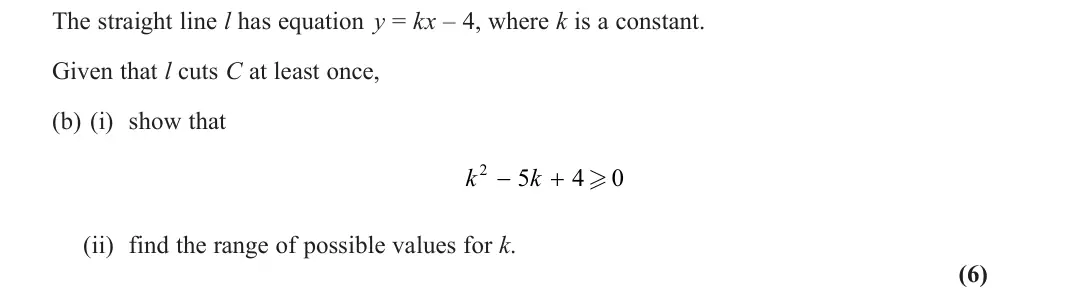 The straight line l has equation y = kx – 4, where k is a constant.
Given that l cuts C at least once,
(b) (i) show that
k² – 5k + 4 ⩾ 0
(ii) find the range of possible values for k.
(6)